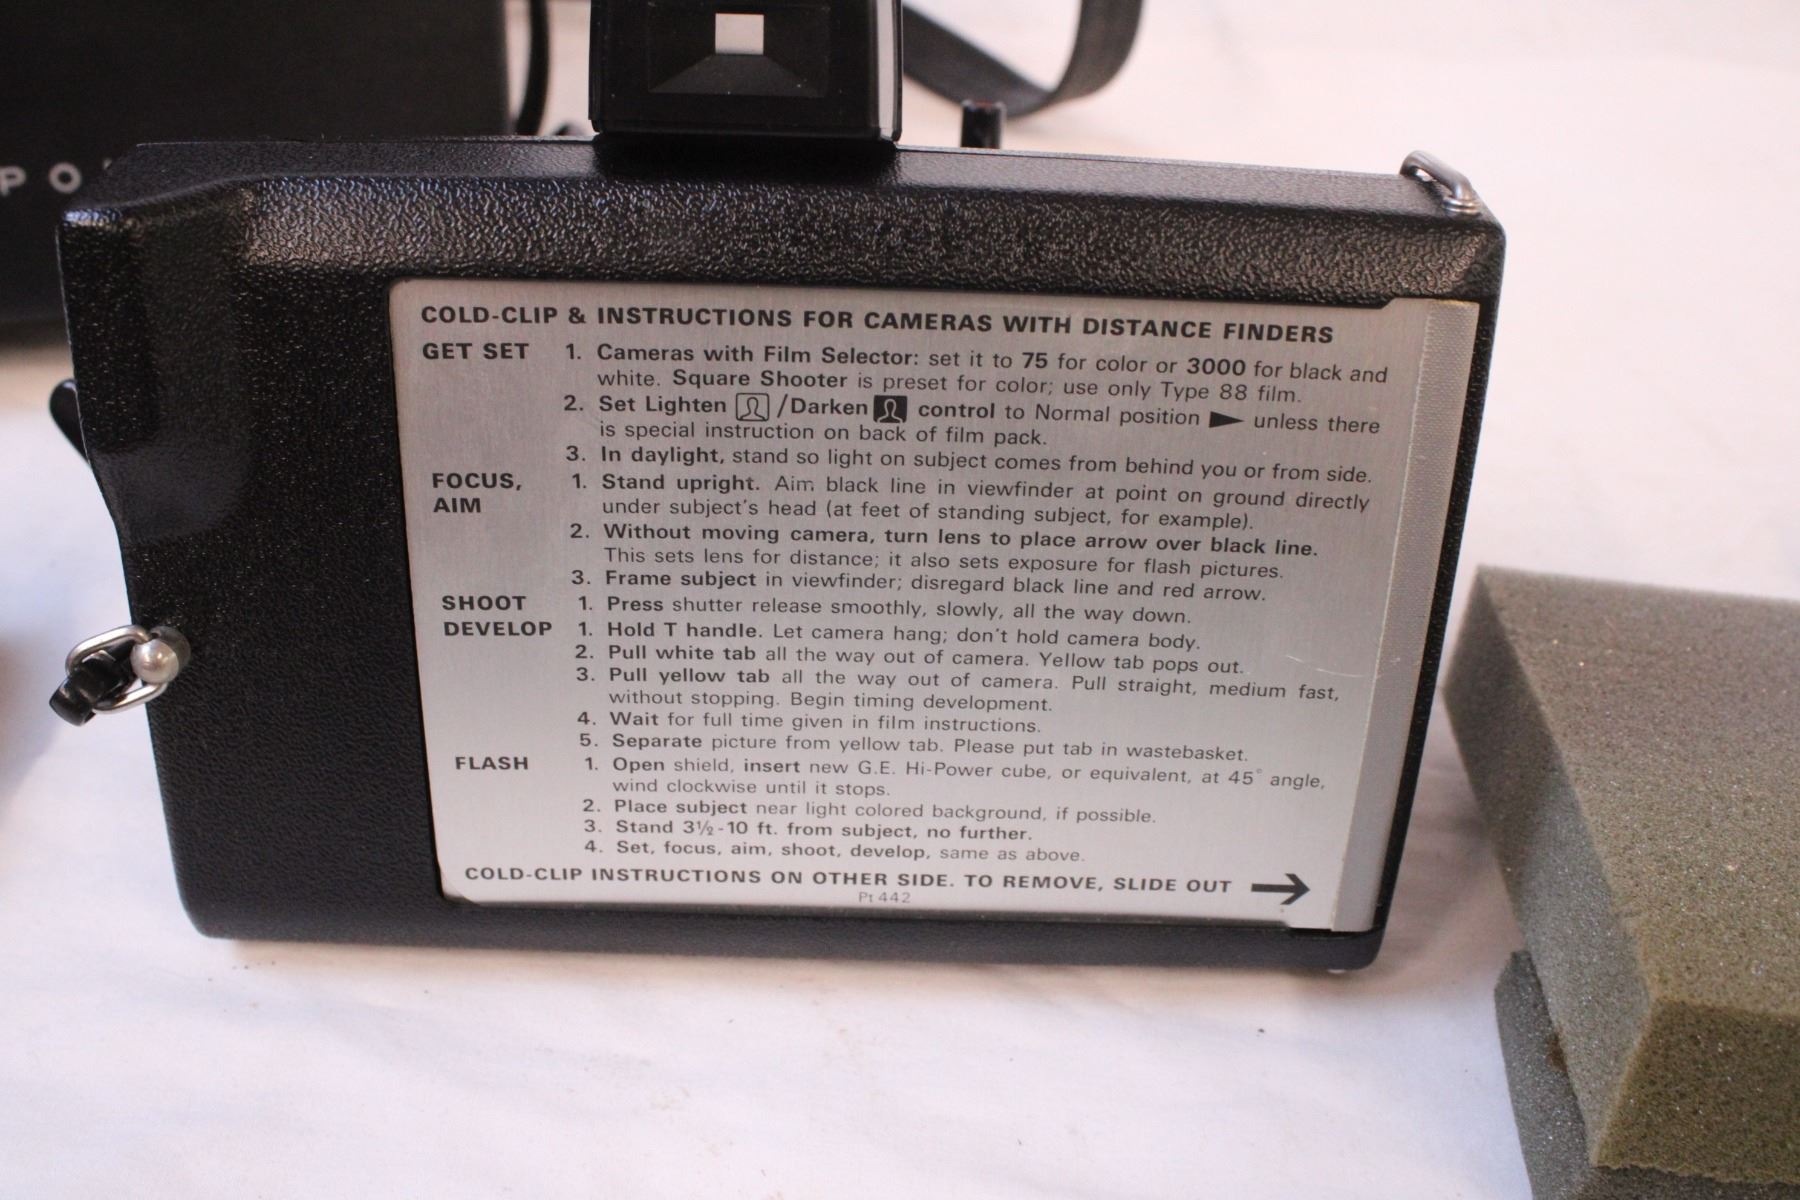 PO
COLD-CLIP & INSTRUCTIONS FOR CAMERAS WITH DISTANCE FINDERS
GET SET 1. Cameras with Film Selector: set it to 75 for color or 3000 for black and
white. Square Shooter is preset for color; use only Type 88 film.
2. Set Lighten /Darken control to Normal position ► unless there
is special instruction on back of film pack.
3. In daylight, stand so light on subject comes from behind you or from side.
FOCUS, 1. Stand upright. Aim black line in viewfinder at point on ground directly
AIM under subject's head (at feet of standing subject, for example).
2. Without moving camera, turn lens to place arrow over black line.
This sets lens for distance; it also sets exposure for flash pictures.
3. Frame subject in viewfinder; disregard black line and red arrow.
SHOOT 1. Press shutter release smoothly, slowly, all the way down.
DEVELOP 1. Hold T handle. Let camera hang; don't hold camera body.
2. Pull white tab all the way out of camera. Yellow tab pops out.
3. Pull yellow tab all the way out of camera. Pull straight, medium fast,
without stopping. Begin timing development.
4. Wait for full time given in film instructions.
5. Separate picture from yellow tab. Please put tab in wastebasket.
FLASH 1. Open shield, insert new G.E. Hi-Power cube, or equivalent, at 45° angle,
wind clockwise until it stops.
2. Place subject near light colored background, if possible.
3. Stand 3½-10 ft. from subject, no further.
4. Set, focus, aim, shoot, develop, same as above.
COLD-CLIP INSTRUCTIONS ON OTHER SIDE. TO REMOVE, SLIDE OUT →
Pt 442